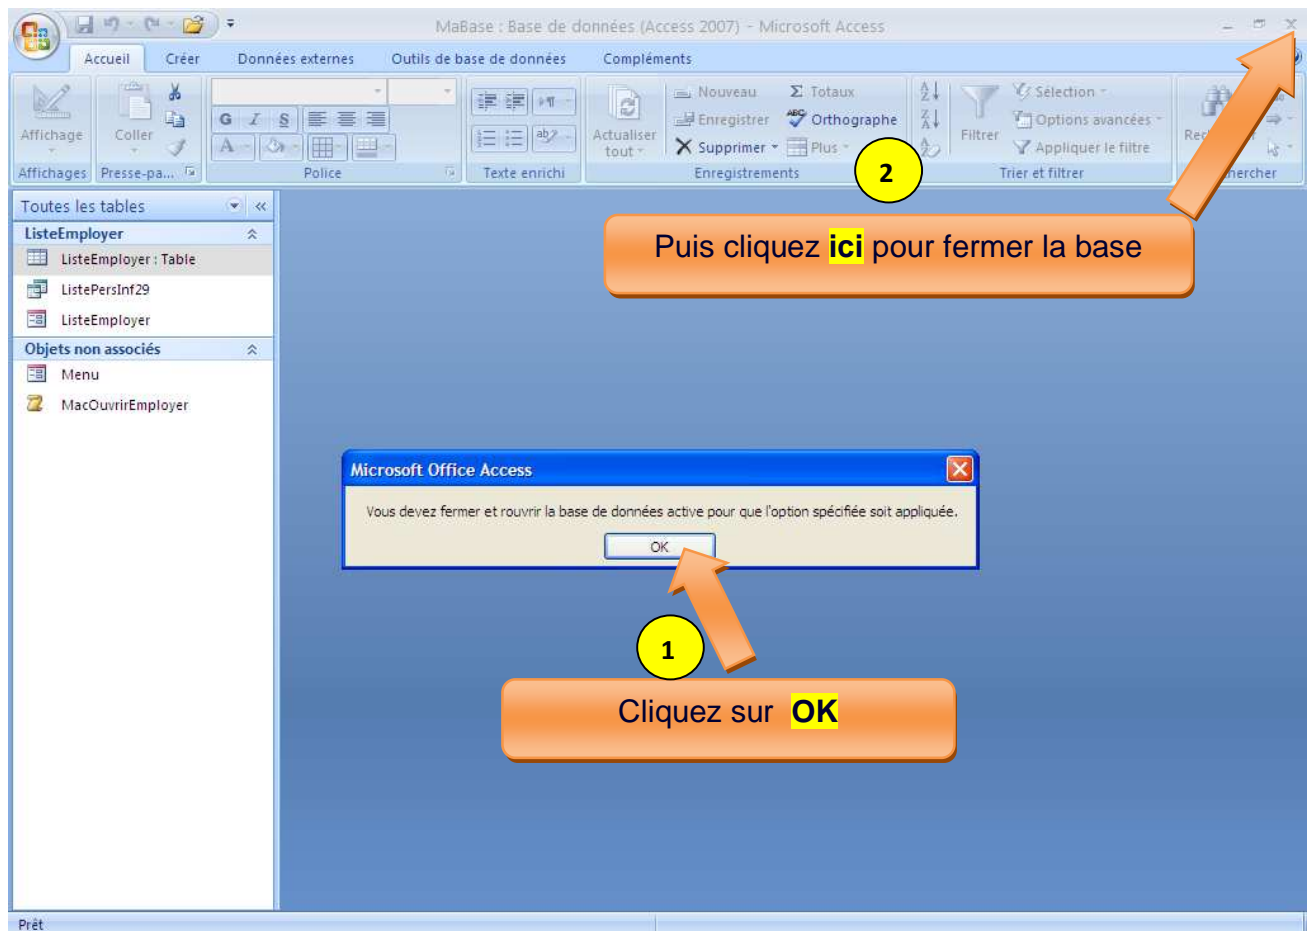 MaBase : Base de données (Access 2007) - Microsoft Access
Accueil Créer Données externes Outils de base de données Compléments
Affichage
Coller
G I S
A
ab
Actualiser tout
Nouveau
Enregistrer
Supprimer
Σ Totaux
ABC Orthographe
Plus
A Z
Z A
Filtrer
Sélection
Options avancées
Appliquer le filtre
Affichages Presse-pa... Police Texte enrichi Enregistrements Trier et filtrer
2
Puis cliquez ici pour fermer la base
Toutes les tables
ListeEmployer
ListeEmployer : Table
ListePersInf29
ListeEmployer
Objets non associés
Menu
MacOuvrirEmployer
Microsoft Office Access
Vous devez fermer et rouvrir la base de données active pour que l'option spécifiée soit appliquée.
OK
1
Cliquez sur OK
Prêt